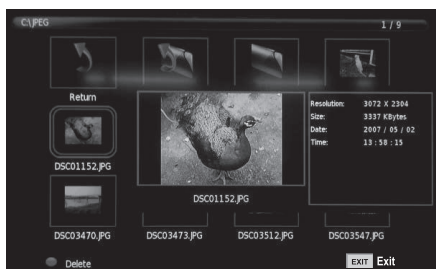 C:\JPEG 1 / 9
Return
Resolution: 3072 X 2304
Size: 3337 KBytes
Date: 2007 / 05 / 02
Time: 13 : 58 : 15
DSC01152.JPG
DSC01152.JPG
DSC03470.JPG DSC03473.JPG DSC03512.JPG DSC03547.JPG
Delete EXIT Exit